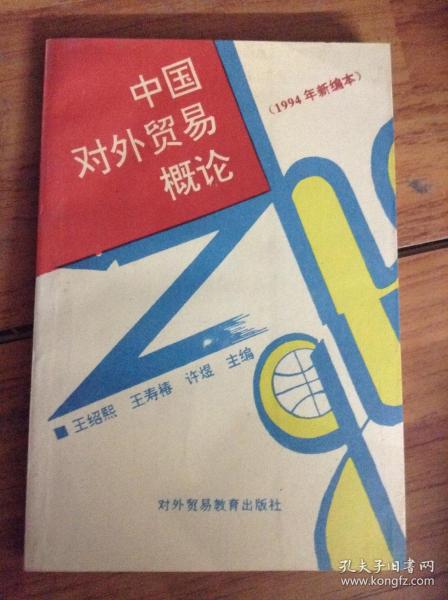 中国
对外贸易
概论
（1994年新编本）
■王绍熙 王寿椿 许煜 主编
对外贸易教育出版社
孔夫子旧书网
www.kongfz.com